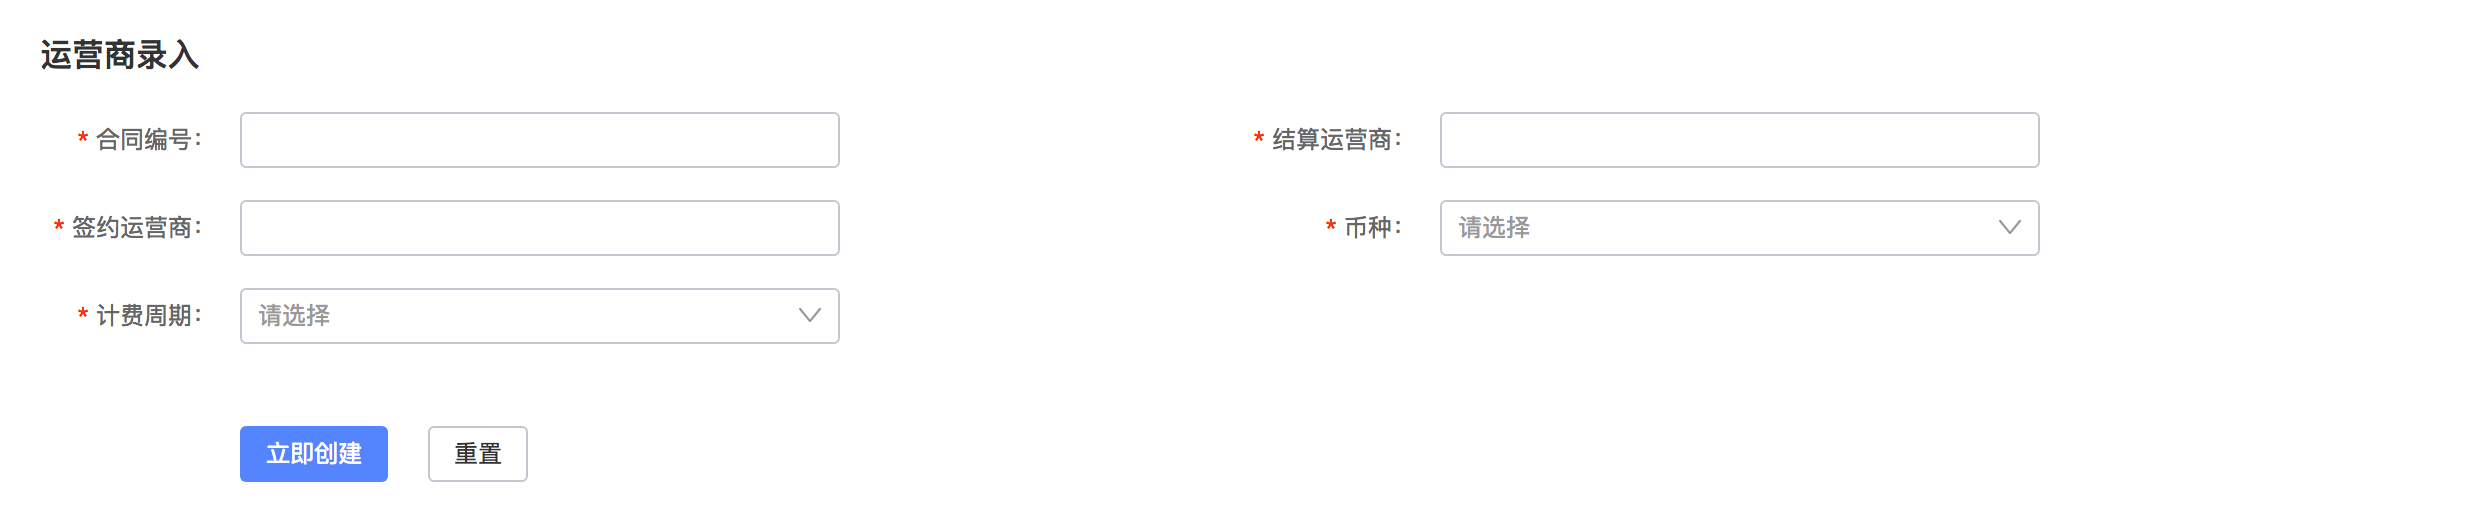 运营商录入
* 合同编号：
* 结算运营商：
* 签约运营商：
* 币种：
请选择
* 计费周期：
请选择
立即创建
重置